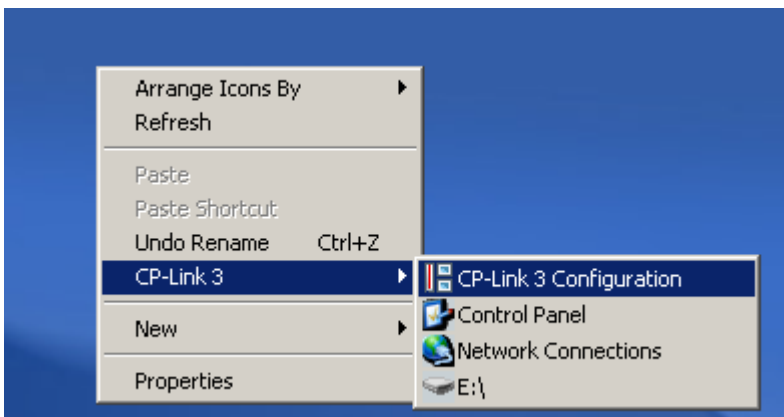 Arrange Icons By
Refresh
Paste
Paste Shortcut
Undo Rename Ctrl+Z
CP-Link 3
New
Properties
CP-Link 3 Configuration
Control Panel
Network Connections
E:\